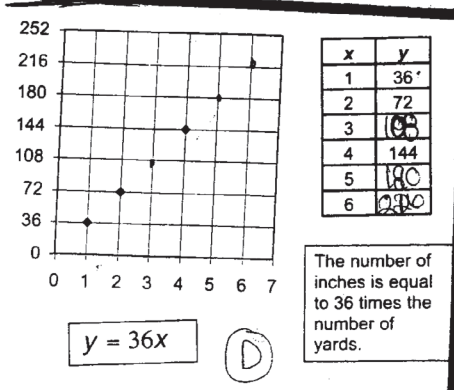 252
216
180
144
108
72
36
0
0 1 2 3 4 5 6 7
x y
1 36
2 72
3 108
4 144
5 180
6
The number of
inches is equal
to 36 times the
number of
yards.
y = 36x
D